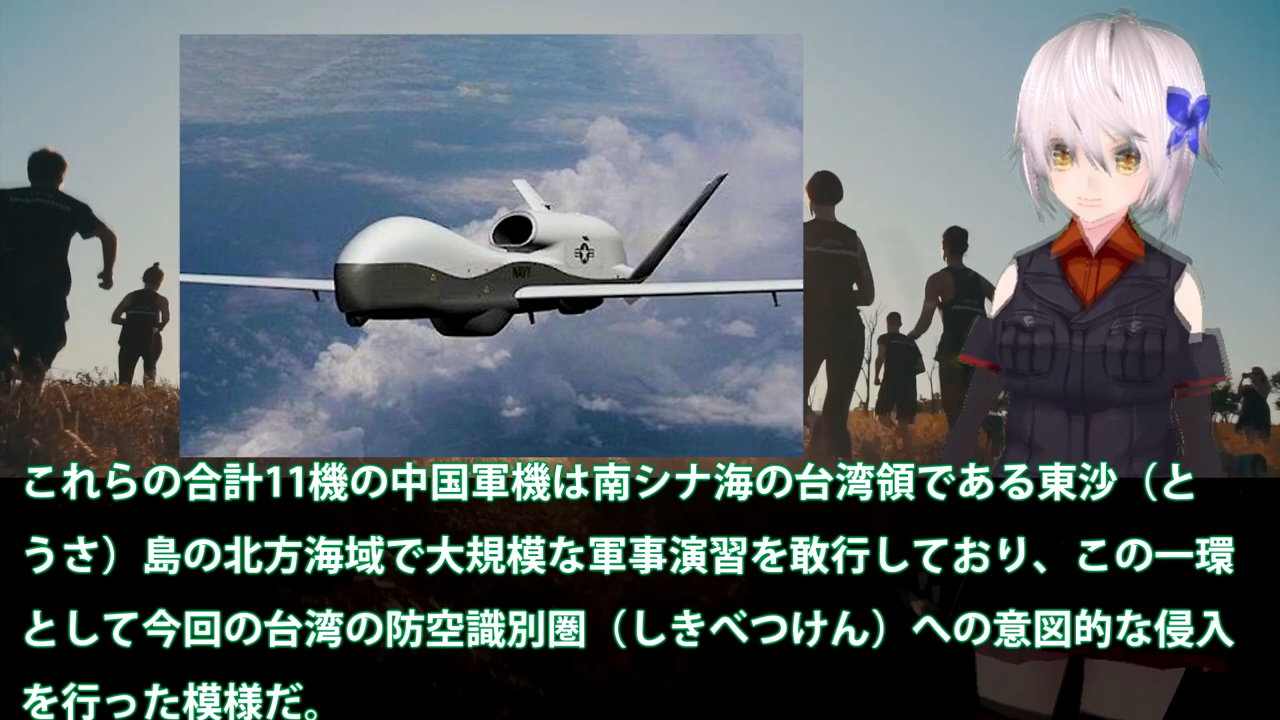 NAVY
これらの合計11機の中国軍機は南シナ海の台湾領である東沙（と
うさ）島の北方海域で大規模な軍事演習を敢行しており、この一環
として今回の台湾の防空識別圏（しきべつけん）への意図的な侵入
を行った模様だ。